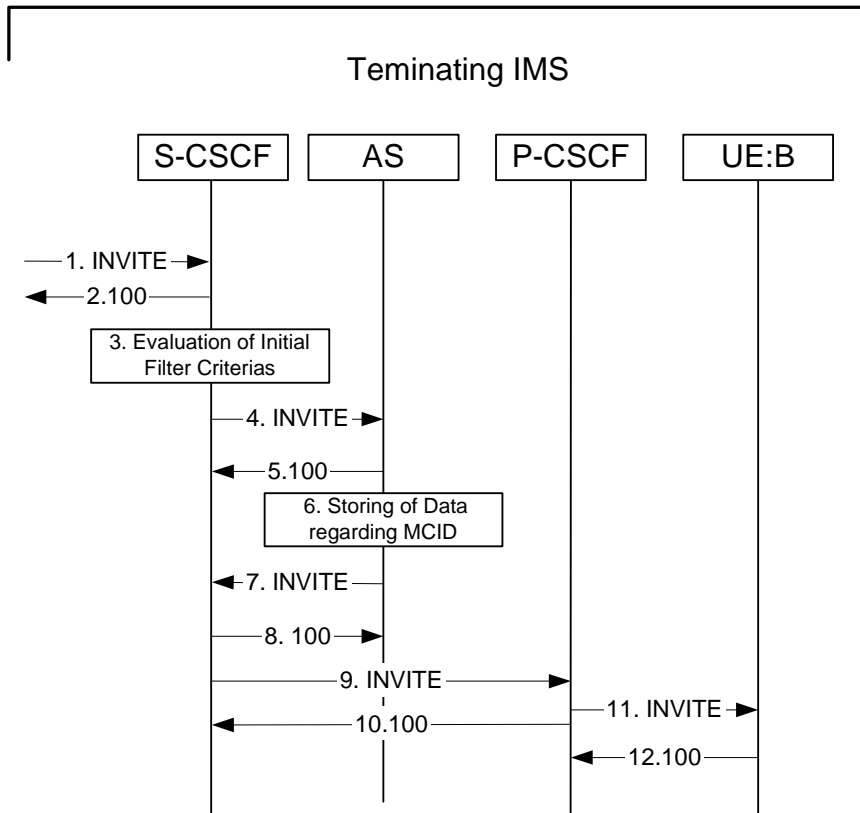 Teminating IMS
S-CSCF
AS
P-CSCF
UE:B
1. INVITE
2.100
3. Evaluation of Initial
Filter Criterias
4. INVITE
5.100
6. Storing of Data
regarding MCID
7. INVITE
8. 100
9. INVITE
11. INVITE
10.100
12.100